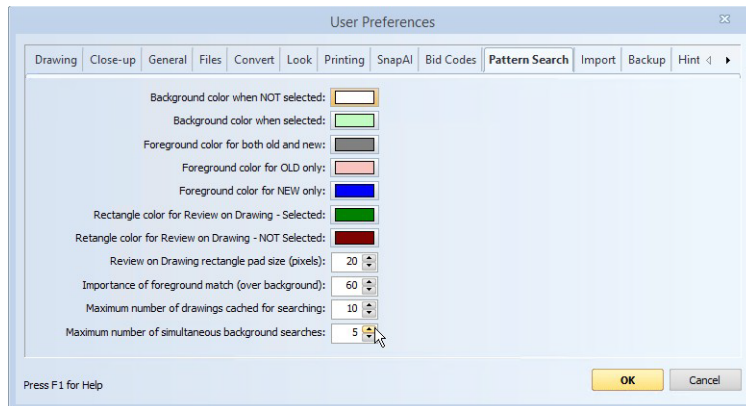 User Preferences
Drawing Close-up General Files Convert Look Printing SnapAI Bid Codes Pattern Search Import Backup Hint
Background color when NOT selected:
Background color when selected:
Foreground color for both old and new:
Foreground color for OLD only:
Foreground color for NEW only:
Rectangle color for Review on Drawing - Selected:
Retangle color for Review on Drawing - NOT Selected:
Review on Drawing rectangle pad size (pixels): 20
Importance of foreground match (over background): 60
Maximum number of drawings cached for searching: 10
Maximum number of simultaneous background searches: 5
Press F1 for Help
OK Cancel